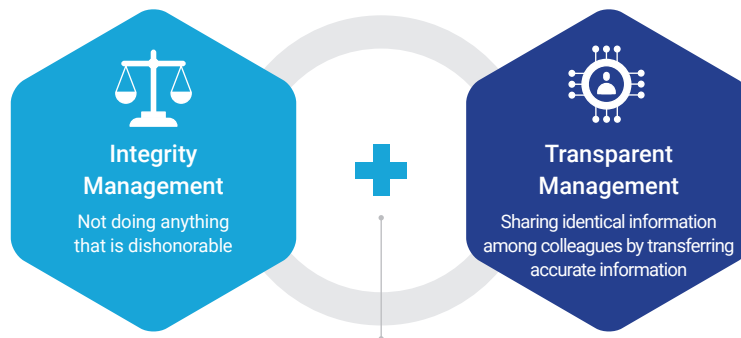 Integrity
Management
Not doing anything
that is dishonorable
Transparent
Management
Sharing identical information
among colleagues by transferring
accurate information